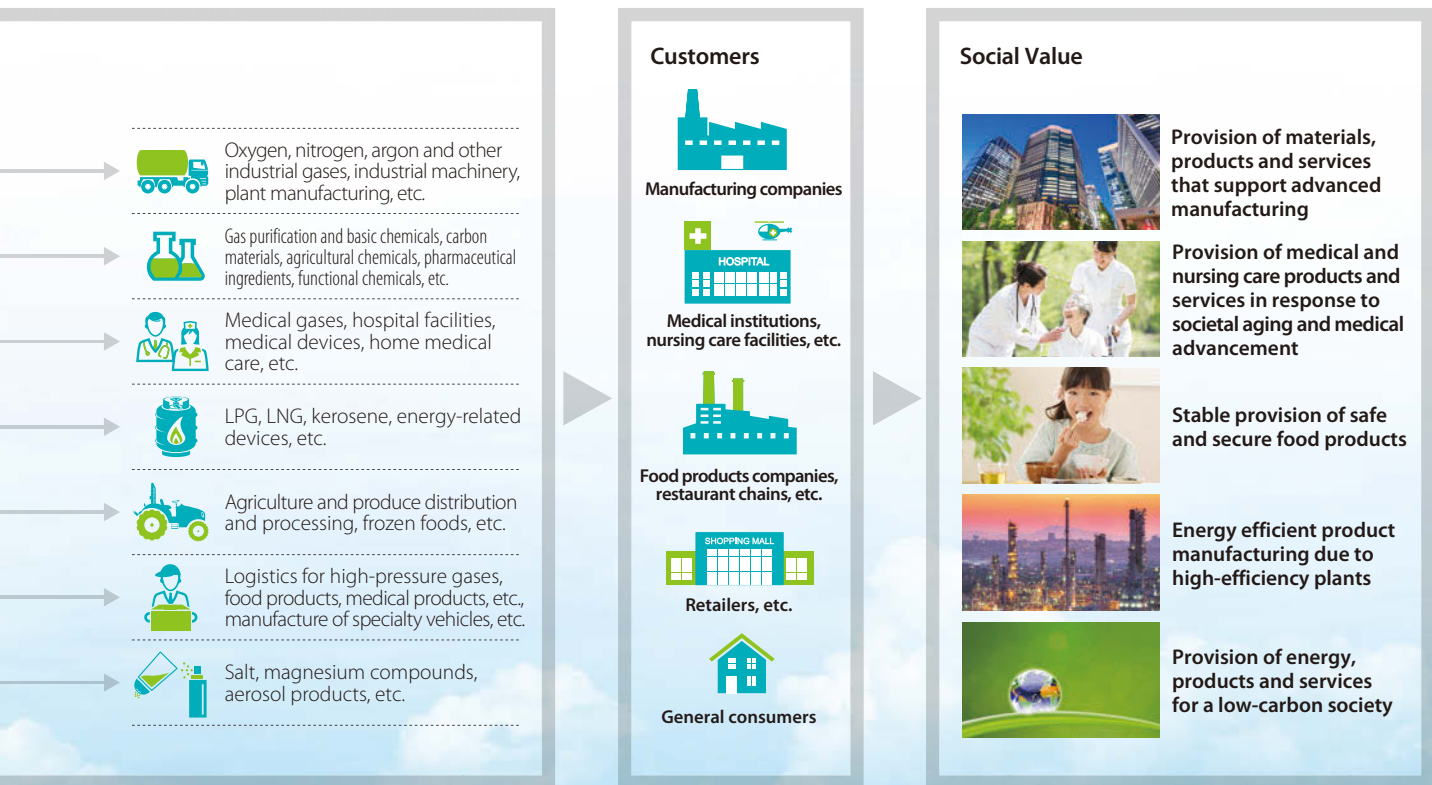 Oxygen, nitrogen, argon and other
industrial gases, industrial machinery,
plant manufacturing, etc.
Gas purification and basic chemicals, carbon
materials, agricultural chemicals, pharmaceutical
ingredients, functional chemicals, etc.
Medical gases, hospital facilities,
medical devices, home medical
care, etc.
LPG, LNG, kerosene, energy-related
devices, etc.
Agriculture and produce distribution
and processing, frozen foods, etc.
Logistics for high-pressure gases,
food products, medical products, etc.,
manufacture of specialty vehicles, etc.
Salt, magnesium compounds,
aerosol products, etc.
Customers
Manufacturing companies
HOSPITAL
Medical institutions,
nursing care facilities, etc.
Food products companies,
restaurant chains, etc.
SHOPPING MALL
Retailers, etc.
General consumers
Social Value
Provision of materials,
products and services
that support advanced
manufacturing
Provision of medical and
nursing care products and
services in response to
societal aging and medical
advancement
Stable provision of safe
and secure food products
Energy efficient product
manufacturing due to
high-efficiency plants
Provision of energy,
products and services
for a low-carbon society